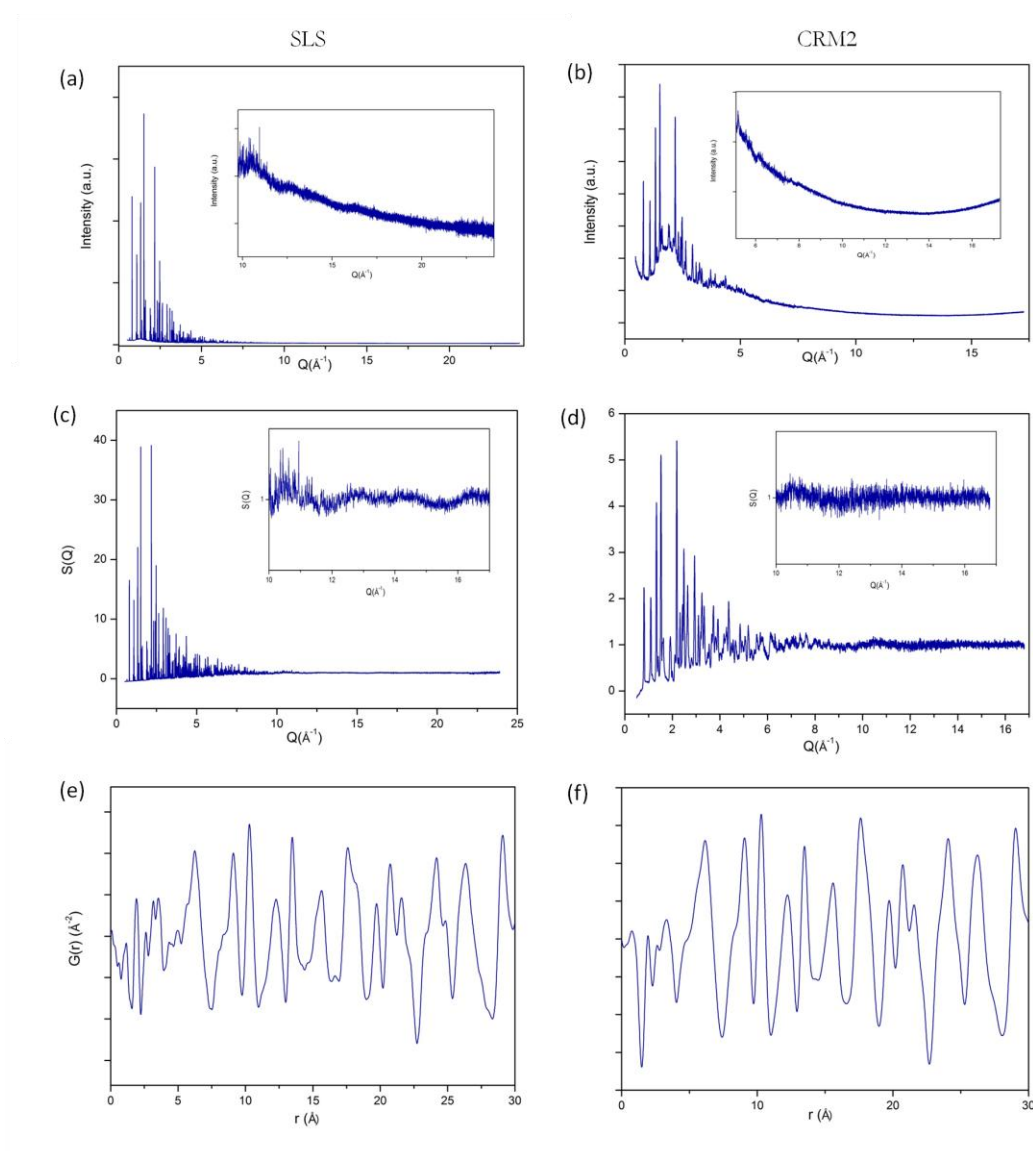 SLS
CRM2
(a)
Intensity (a.u.)
Intensity (a.u.)
10 15 20
Q(Å⁻¹)
0 5 10 15 20
Q(Å⁻¹)
(b)
Intensity (a.u.)
Intensity (a.u.)
6 8 10 12 14 16
Q(Å⁻¹)
0 5 10 15
Q(Å⁻¹)
(c)
S(Q)
40
30
20
10
0
S(Q)
1
10 12 14 16
Q(Å⁻¹)
0 5 10 15 20 25
Q(Å⁻¹)
(d)
6
5
4
3
2
1
0
S(Q)
1
10 12 14 16
Q(Å⁻¹)
0 2 4 6 8 10 12 14 16
Q(Å⁻¹)
(e)
G(r) (Å⁻²)
0 5 10 15 20 25 30
r (Å)
(f)
0 10 20 30
r (Å)